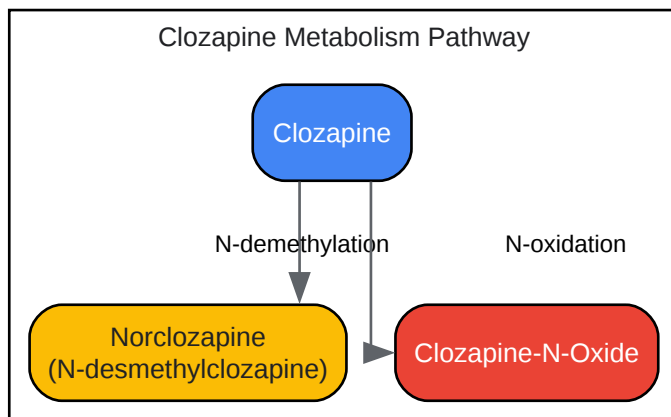 Clozapine Metabolism Pathway
Clozapine
N-demethylation
N-oxidation
Norclozapine
(N-desmethylclozapine)
Clozapine-N-Oxide